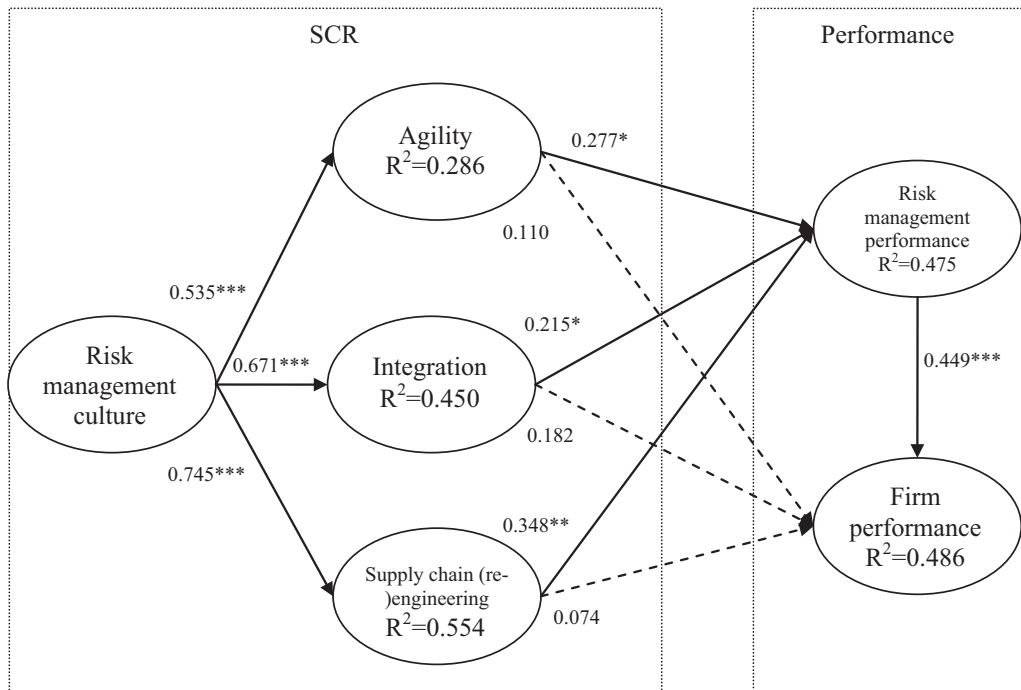 SCR
Performance
Agility
R²=0.286
0.277*
0.110
Risk
management
performance
R²=0.475
0.535***
Risk
management
culture
0.671***
Integration
R²=0.450
0.215*
0.182
0.449***
0.745***
Supply chain (re-
)engineering
R²=0.554
0.348**
0.074
Firm
performance
R²=0.486